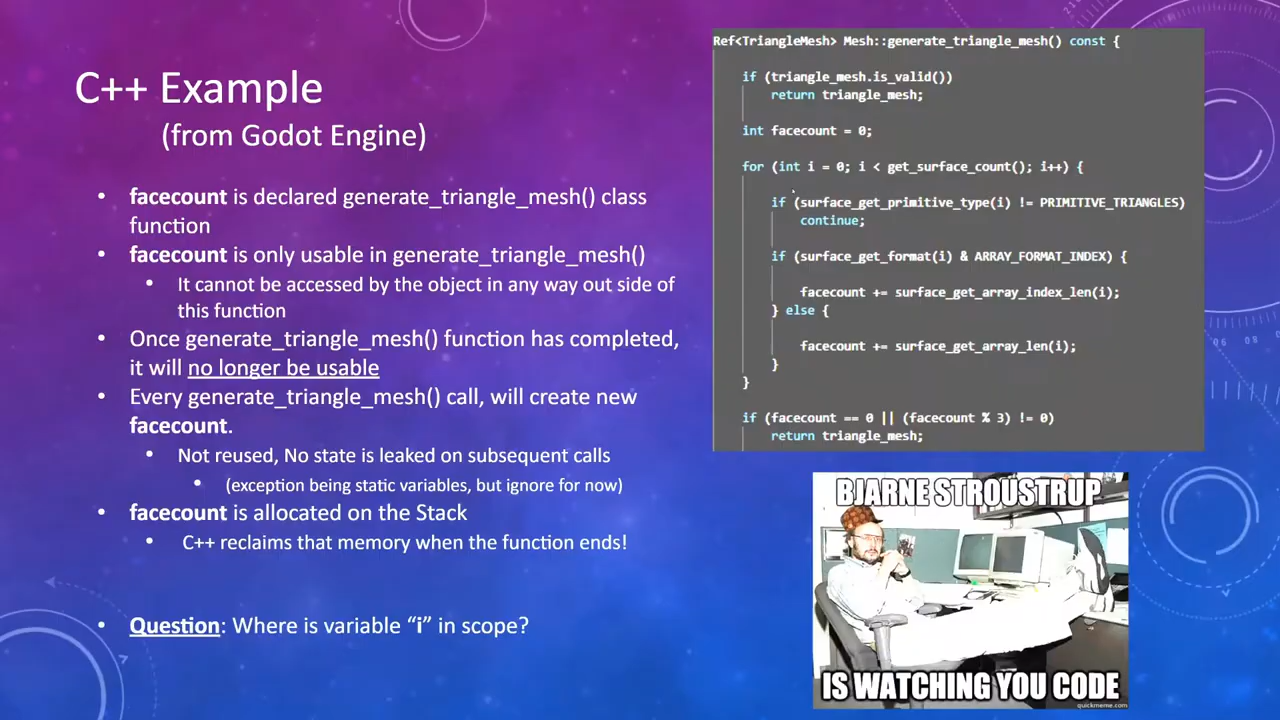 C++ Example
(from Godot Engine)
• facecount is declared generate_triangle_mesh() class
function
• facecount is only usable in generate_triangle_mesh()
• It cannot be accessed by the object in any way out side of
this function
• Once generate_triangle_mesh() function has completed,
it will no longer be usable
• Every generate_triangle_mesh() call, will create new
facecount.
• Not reused, No state is leaked on subsequent calls
• (exception being static variables, but ignore for now)
• facecount is allocated on the Stack
• C++ reclaims that memory when the function ends!
• Question: Where is variable “i” in scope?
Ref<TriangleMesh> Mesh::generate_triangle_mesh() const {
if (triangle_mesh.is_valid())
return triangle_mesh;
int facecount = 0;
for (int i = 0; i < get_surface_count(); i++) {
if (surface_get_primitive_type(i) != PRIMITIVE_TRIANGLES)
continue;
if (surface_get_format(i) & ARRAY_FORMAT_INDEX) {
facecount += surface_get_array_index_len(i);
} else {
facecount += surface_get_array_len(i);
}
}
if (facecount == 0 || (facecount % 3) != 0)
return triangle_mesh;
BJARNE STROUSTRUP
IS WATCHING YOU CODE
quickmeme.com
06 08